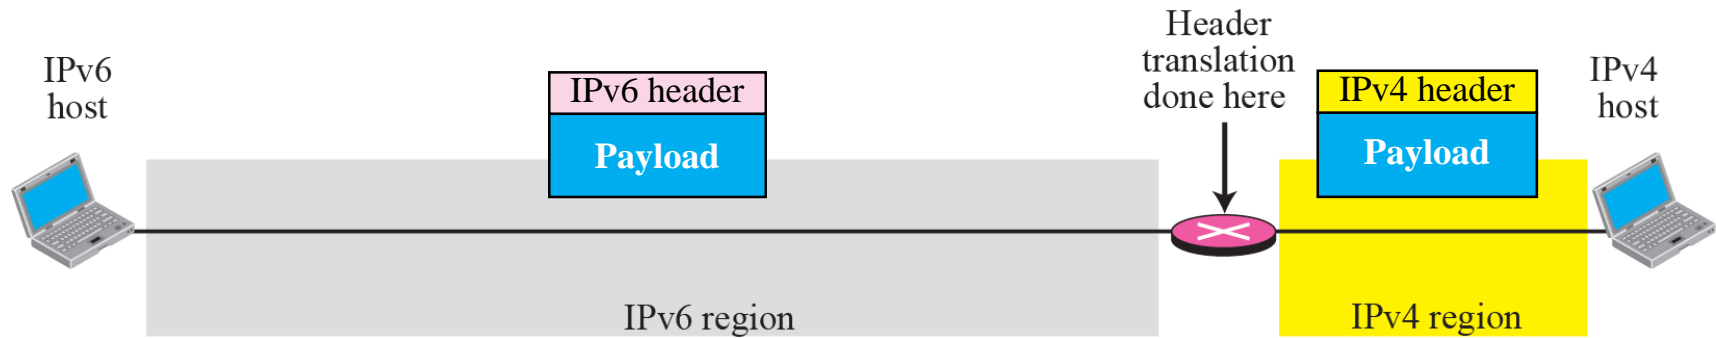 IPv6
host
IPv6 header
Payload
Header
translation
done here
IPv4 header
Payload
IPv4
host
IPv6 region
IPv4 region